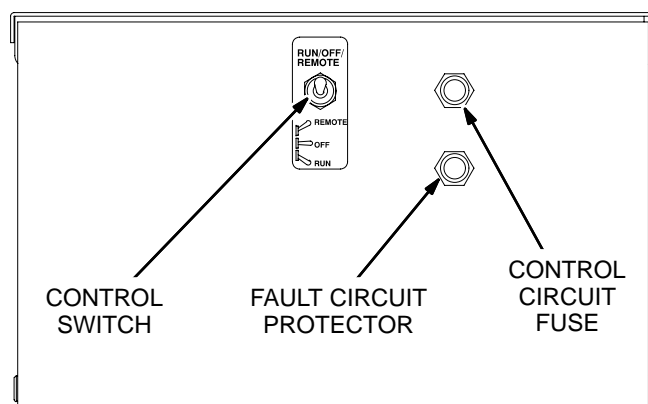 RUN/OFF/
REMOTE
REMOTE
OFF
RUN
CONTROL
SWITCH
FAULT CIRCUIT
PROTECTOR
CONTROL
CIRCUIT
FUSE